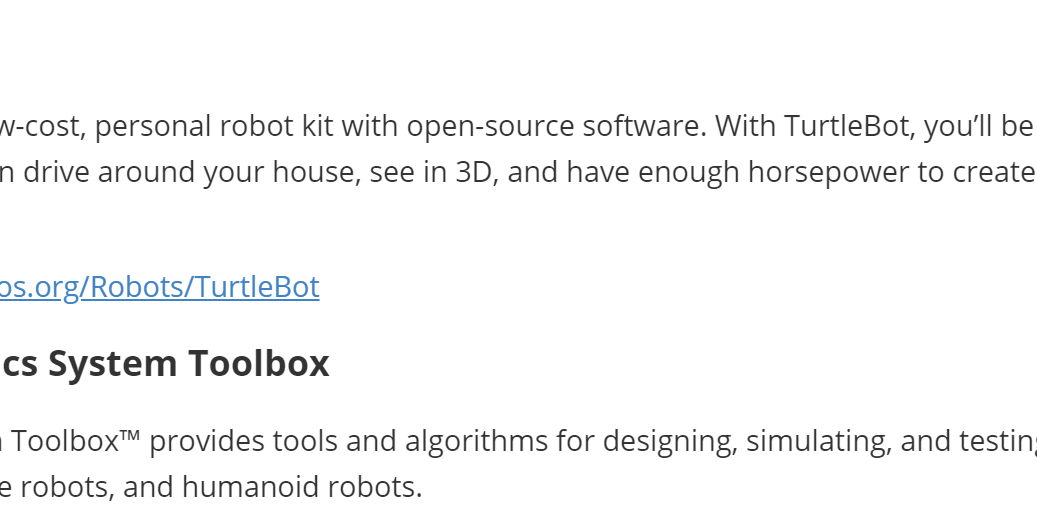 w-cost, personal robot kit with open-source software. With TurtleBot, you’ll be
n drive around your house, see in 3D, and have enough horsepower to create
os.org/Robots/TurtleBot
cs System Toolbox
Toolbox™ provides tools and algorithms for designing, simulating, and testing
e robots, and humanoid robots.